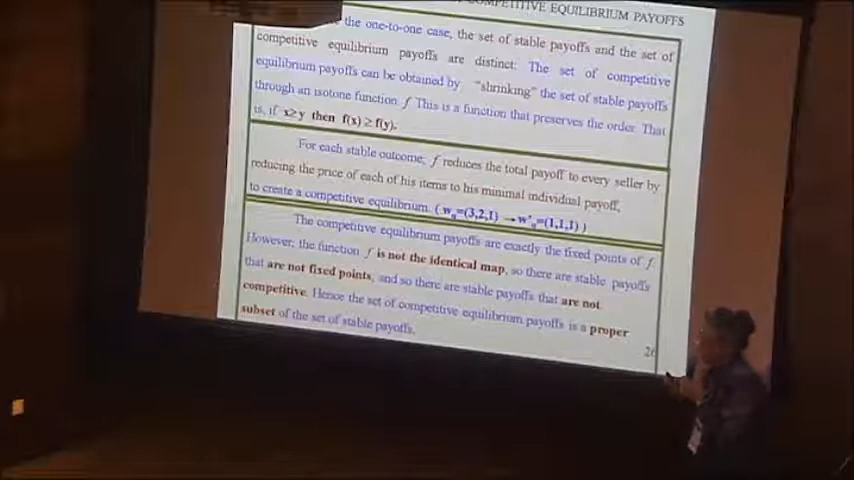 COMPETITIVE EQUILIBRIUM PAYOFFS
the one-to-one case, the set of stable payoffs and the set of
competitive equilibrium payoffs are distinct: The set of competitive
equilibrium payoffs can be obtained by "shrinking" the set of stable payoffs
through an isotone function f This is a function that preserves the order. That
is, if x≥y then f(x) ≥ f(y).
For each stable outcome, f reduces the total payoff to every seller by
reducing the price of each of his items to his minimal individual payoff,
to create a competitive equilibrium. ( wq=(3,2,1) → w'q=(1,1,1) )
The competitive equilibrium payoffs are exactly the fixed points of f.
However, the function f is not the identical map, so there are stable payoffs
that are not fixed points, and so there are stable payoffs that are not
competitive. Hence the set of competitive equilibrium payoffs is a proper
subset of the set of stable payoffs.
26